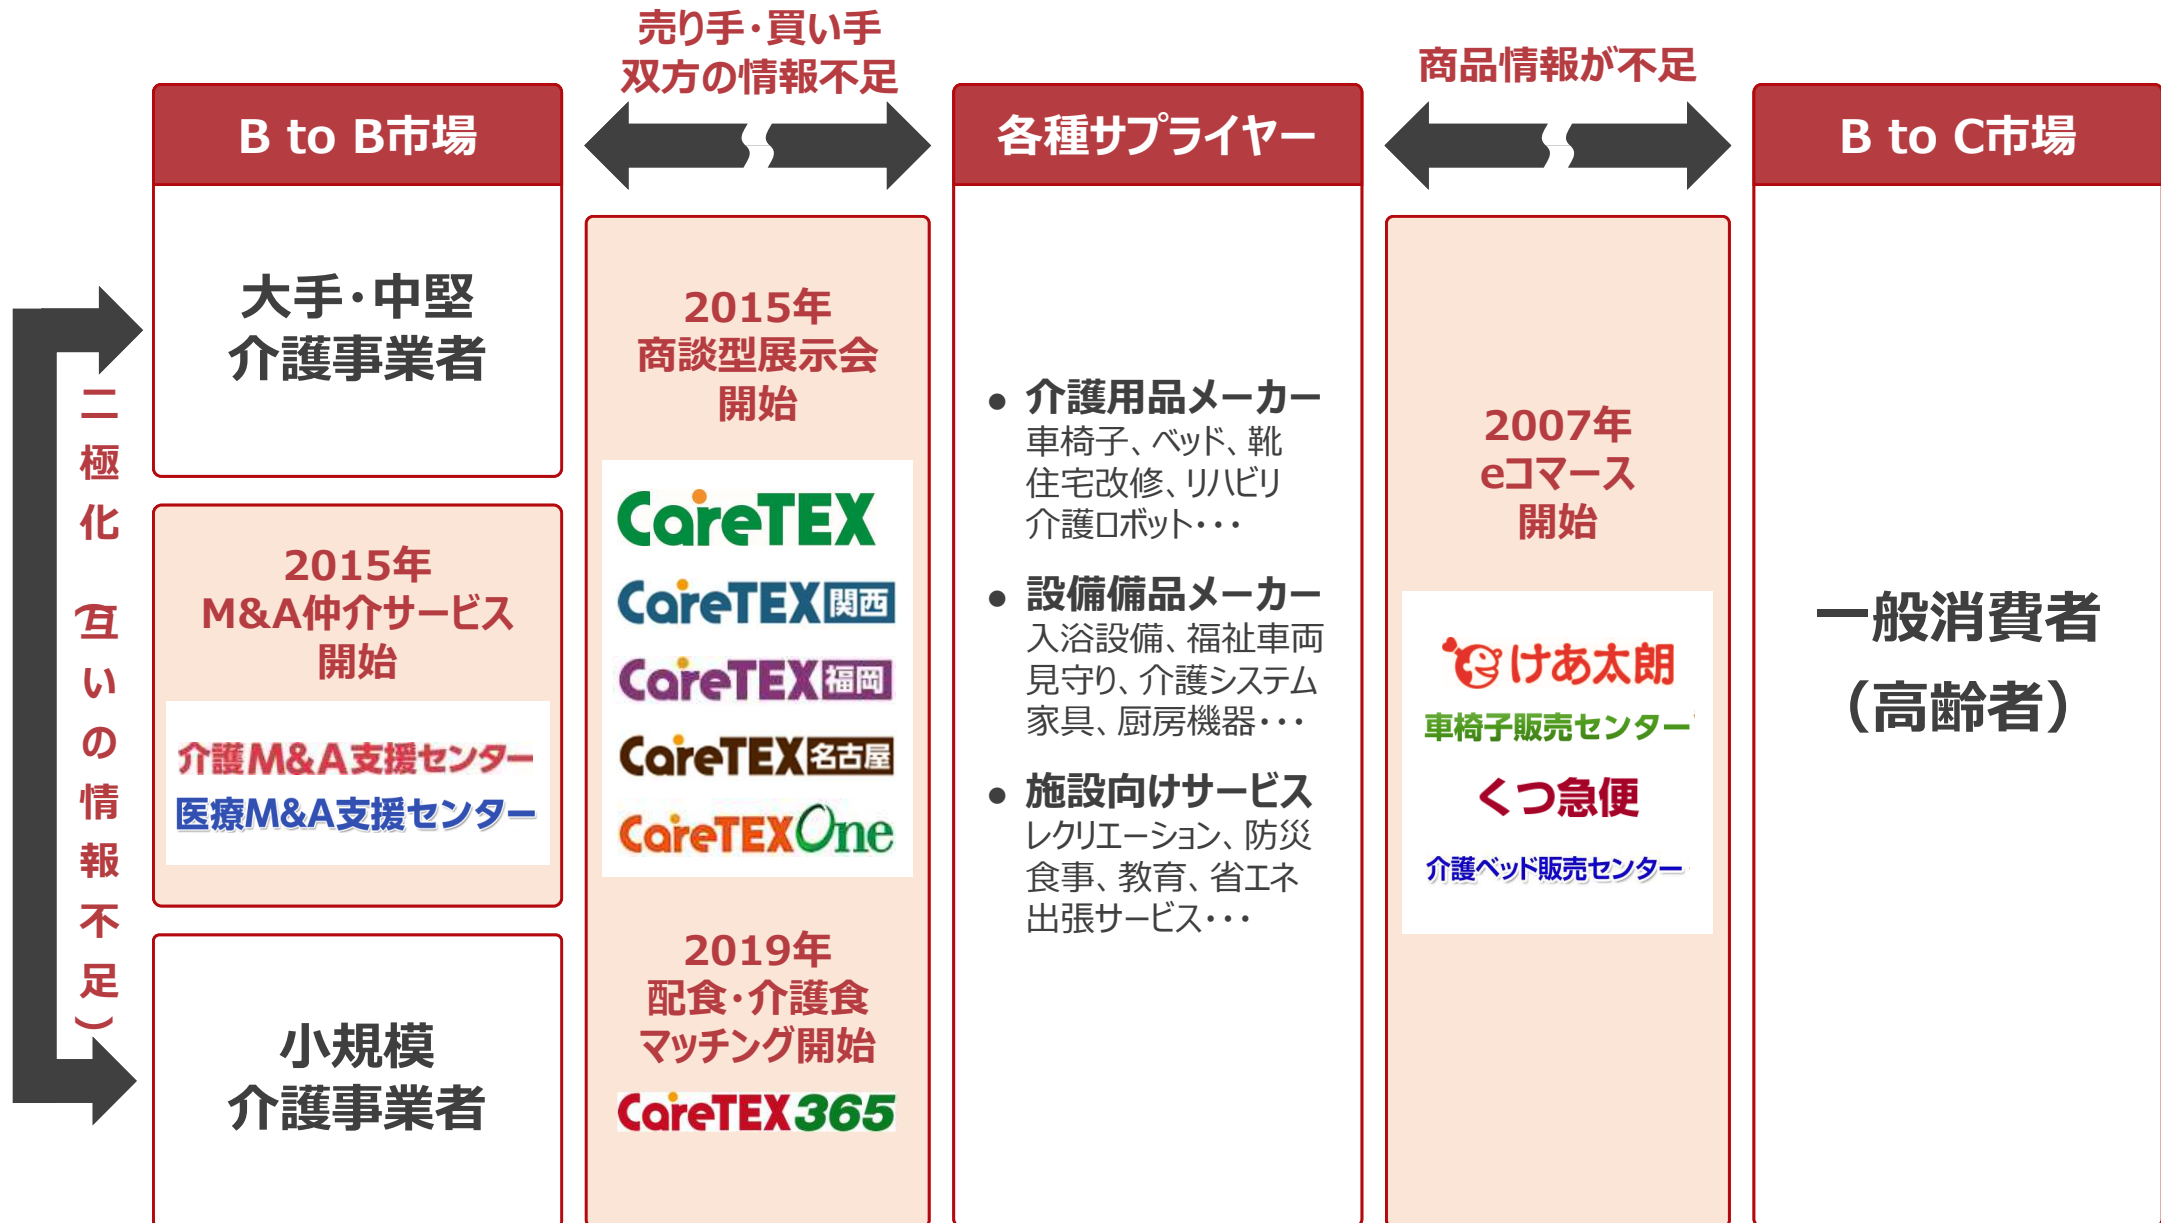 売り手・買い手
双方の情報不足
商品情報が不足
B to B市場
各種サプライヤー
B to C市場
二極化（互いの情報不足）
大手・中堅
介護事業者
2015年
M&A仲介サービス
開始
介護M&A支援センター
医療M&A支援センター
小規模
介護事業者
2015年
商談型展示会
開始
CareTEX
CareTEX関西
CareTEX福岡
CareTEX名古屋
CareTEXOne
2019年
配食・介護食
マッチング開始
CareTEX365
● 介護用品メーカー
車椅子、ベッド、靴
住宅改修、リハビリ
介護ロボット・・・
● 設備備品メーカー
入浴設備、福祉車両
見守り、介護システム
家具、厨房機器・・・
● 施設向けサービス
レクリエーション、防災
食事、教育、省エネ
出張サービス・・・
2007年
eコマース
開始
けあ太朗
車椅子販売センター
くつ急便
介護ベッド販売センター
一般消費者
（高齢者）